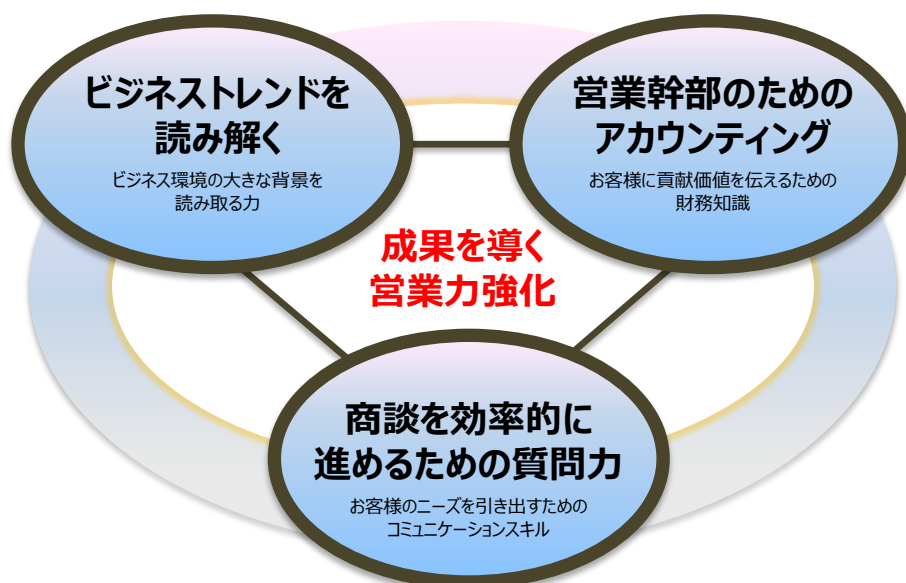 ビジネストレンドを
読み解く
ビジネス環境の大きな背景を
読み取る力
営業幹部のための
アカウンティング
お客様に貢献価値を伝えるための
財務知識
成果を導く
営業力強化
商談を効率的に
進めるための質問力
お客様のニーズを引き出すための
コミュニケーションスキル